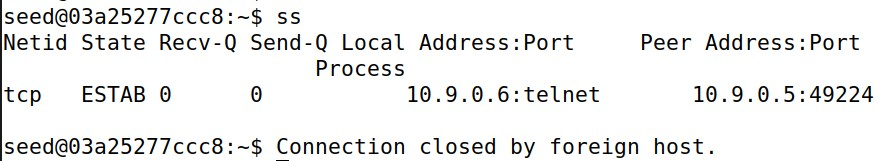 seed@03a25277ccc8:~$ ss
Netid State Recv-Q Send-Q Local Address:Port Peer Address:Port
Process
tcp ESTAB 0 0 10.9.0.6:telnet 10.9.0.5:49224
seed@03a25277ccc8:~$ Connection closed by foreign host.